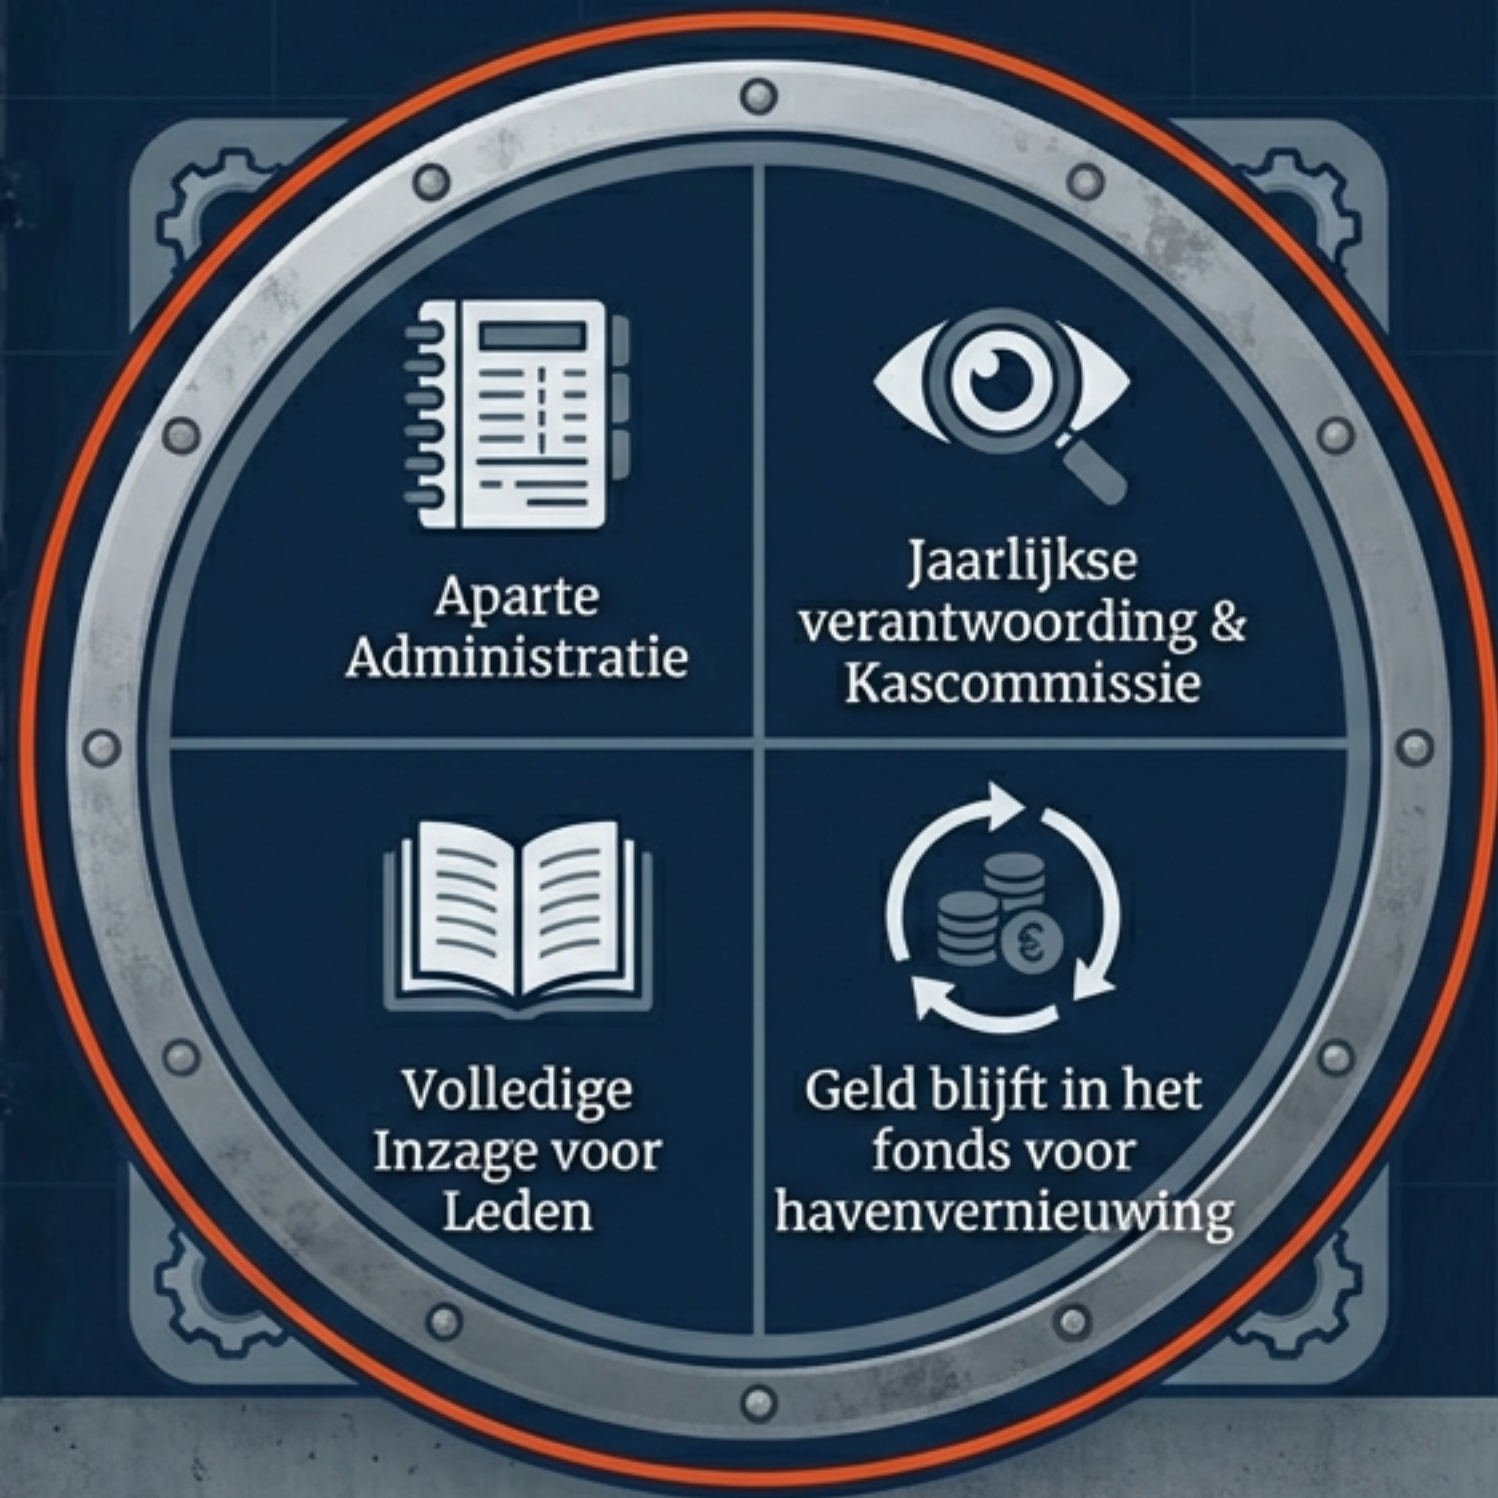 Aparte
Administratie
Jaarlijkse
verantwoording &
Kascommissie
Volledige
Inzage voor
Leden
Geld blijft in het
fonds voor
havenvernieuwing